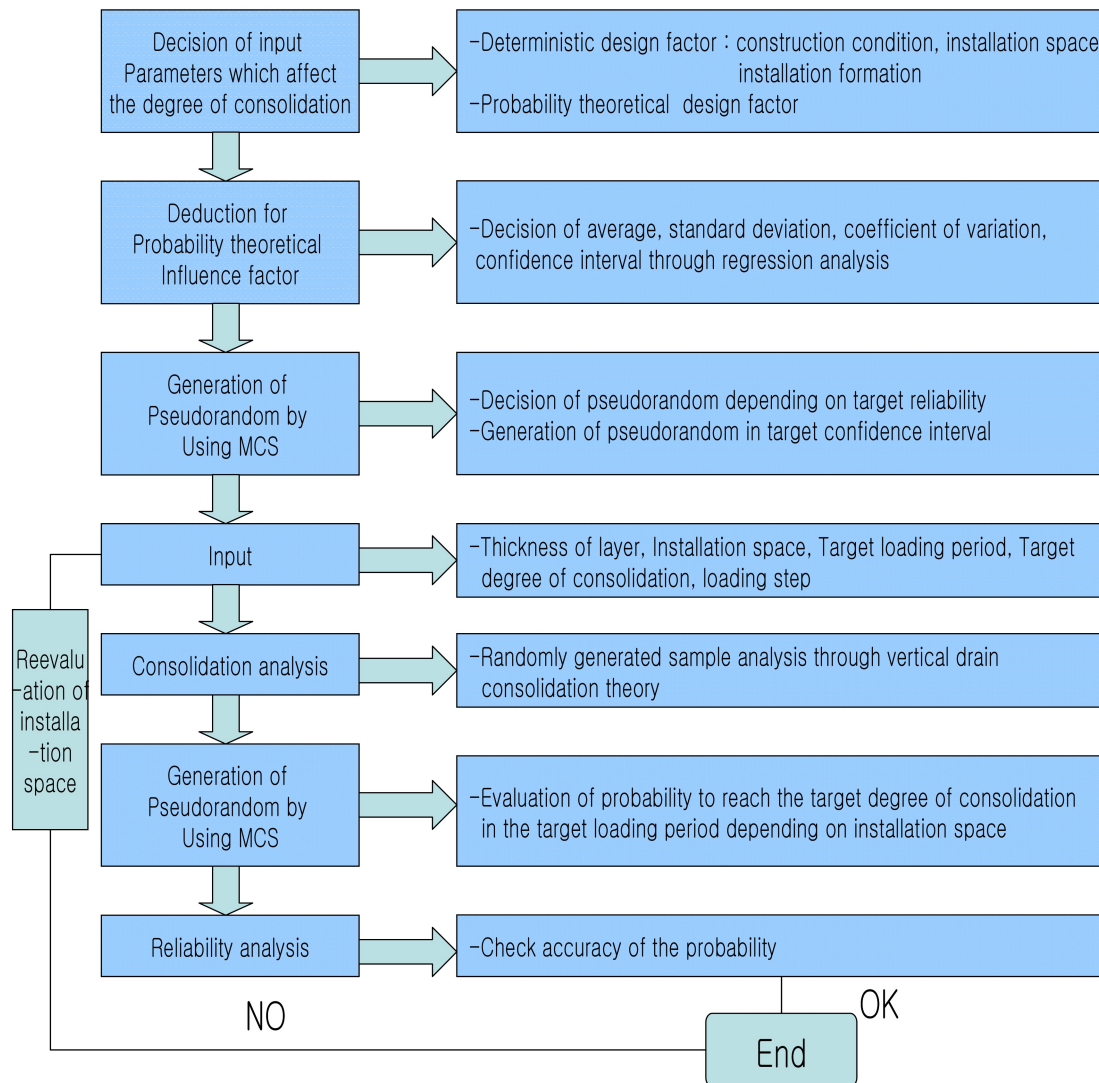 Decision of input
Parameters which affect
the degree of consolidation
-Deterministic design factor : construction condition, installation space
installation formation
-Probability theoretical design factor
Deduction for
Probability theoretical
Influence factor
-Decision of average, standard deviation, coefficient of variation,
confidence interval through regression analysis
Generation of
Pseudorandom by
Using MCS
-Decision of pseudorandom depending on target reliability
-Generation of pseudorandom in target confidence interval
Input
-Thickness of layer, Installation space, Target loading period, Target
degree of consolidation, loading step
Reevalu
-ation of
installa
-tion
space
Consolidation analysis
-Randomly generated sample analysis through vertical drain
consolidation theory
Generation of
Pseudorandom by
Using MCS
-Evaluation of probability to reach the target degree of consolidation
in the target loading period depending on installation space
Reliability analysis
-Check accuracy of the probability
NO
OK
End